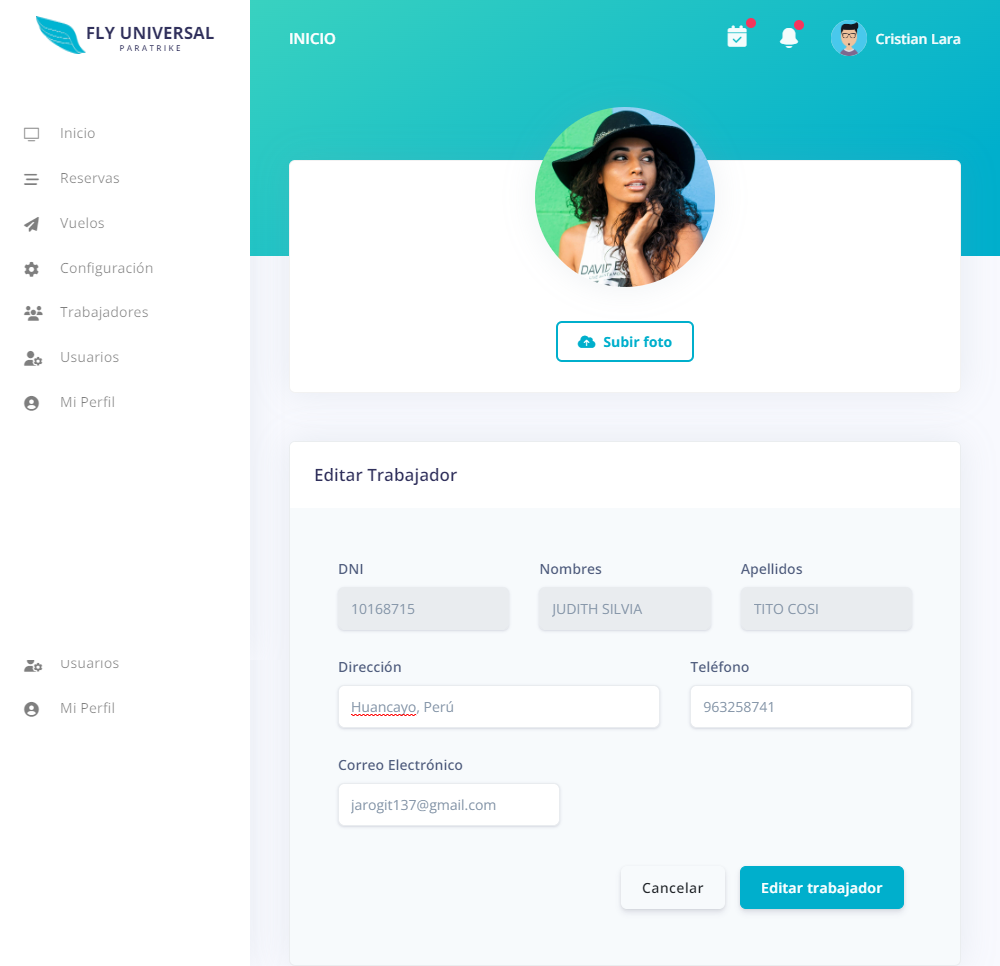 FLY UNIVERSAL
PARATRIKE
INICIO
Cristian Lara
Inicio
Reservas
Vuelos
Configuración
Trabajadores
Usuarios
Mi Perfil
DAVID BO
Subir foto
Editar Trabajador
DNI
Nombres
Apellidos
10168715
JUDITH SILVIA
TITO COSI
Usuarios
Mi Perfil
Dirección
Teléfono
Huancayo, Perú
963258741
Correo Electrónico
jarogit137@gmail.com
Cancelar
Editar trabajador